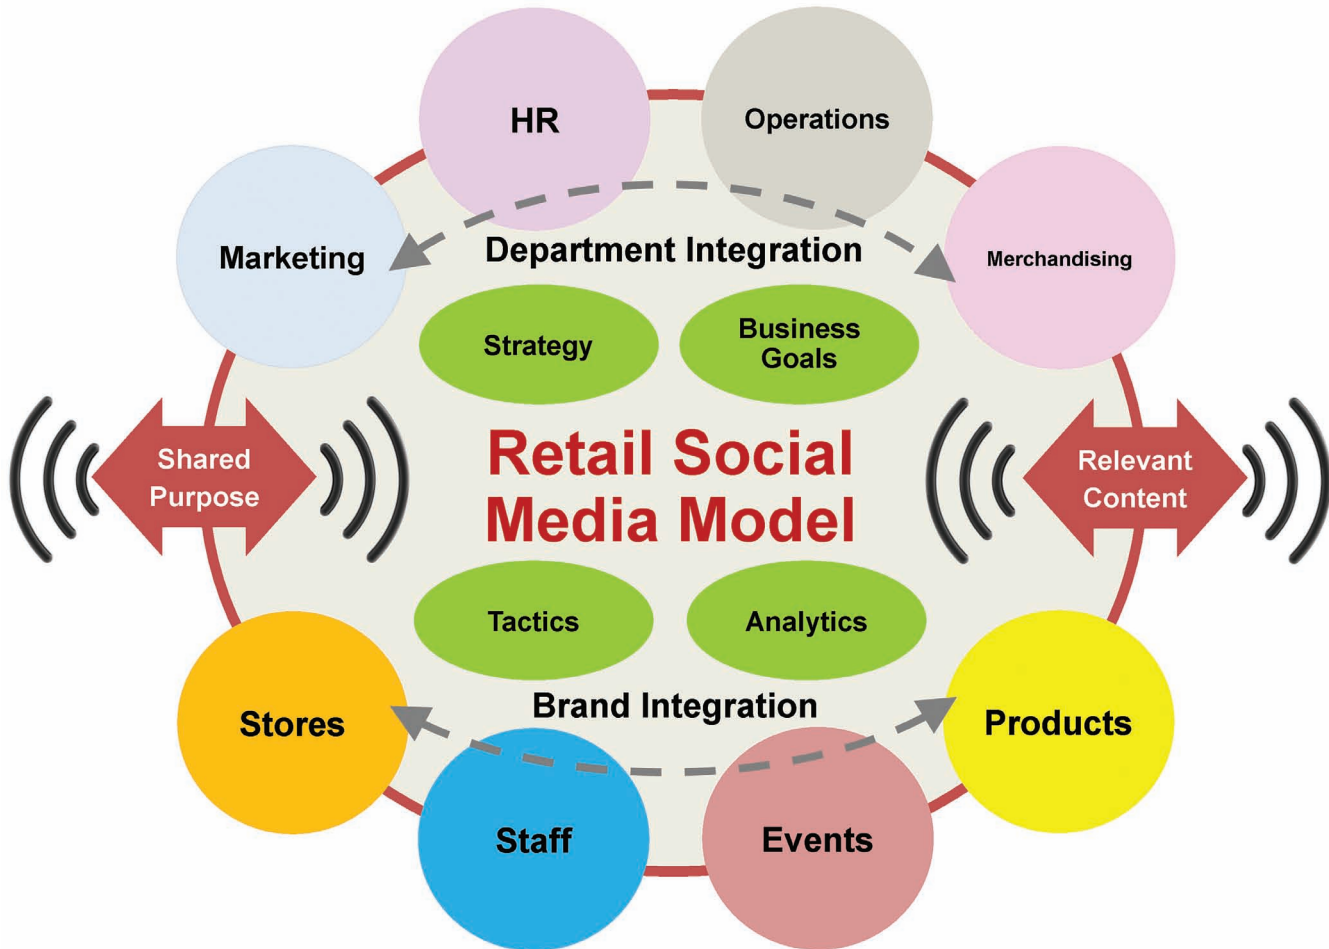 HR
Operations
Marketing
Department Integration
Merchandising
Strategy
Business
Goals
Shared
Purpose
Retail Social
Media Model
Relevant
Content
Tactics
Analytics
Brand Integration
Stores
Products
Staff
Events